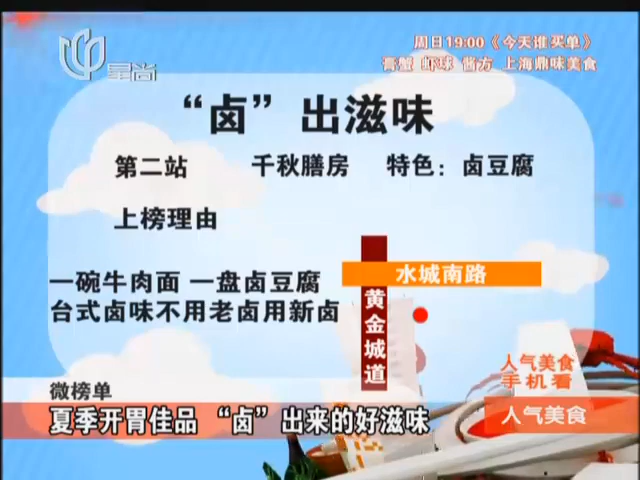 周日19:00《今天谁买单》
膏蟹 虾球 酱方 上海鼎味美食
星尚
“卤”出滋味
第二站 千秋膳房 特色：卤豆腐
上榜理由
一碗牛肉面 一盘卤豆腐
台式卤味不用老卤用新卤
水城南路
黄金城道
人气美食
手机看
微榜单
夏季开胃佳品 “卤”出来的好滋味
人气美食